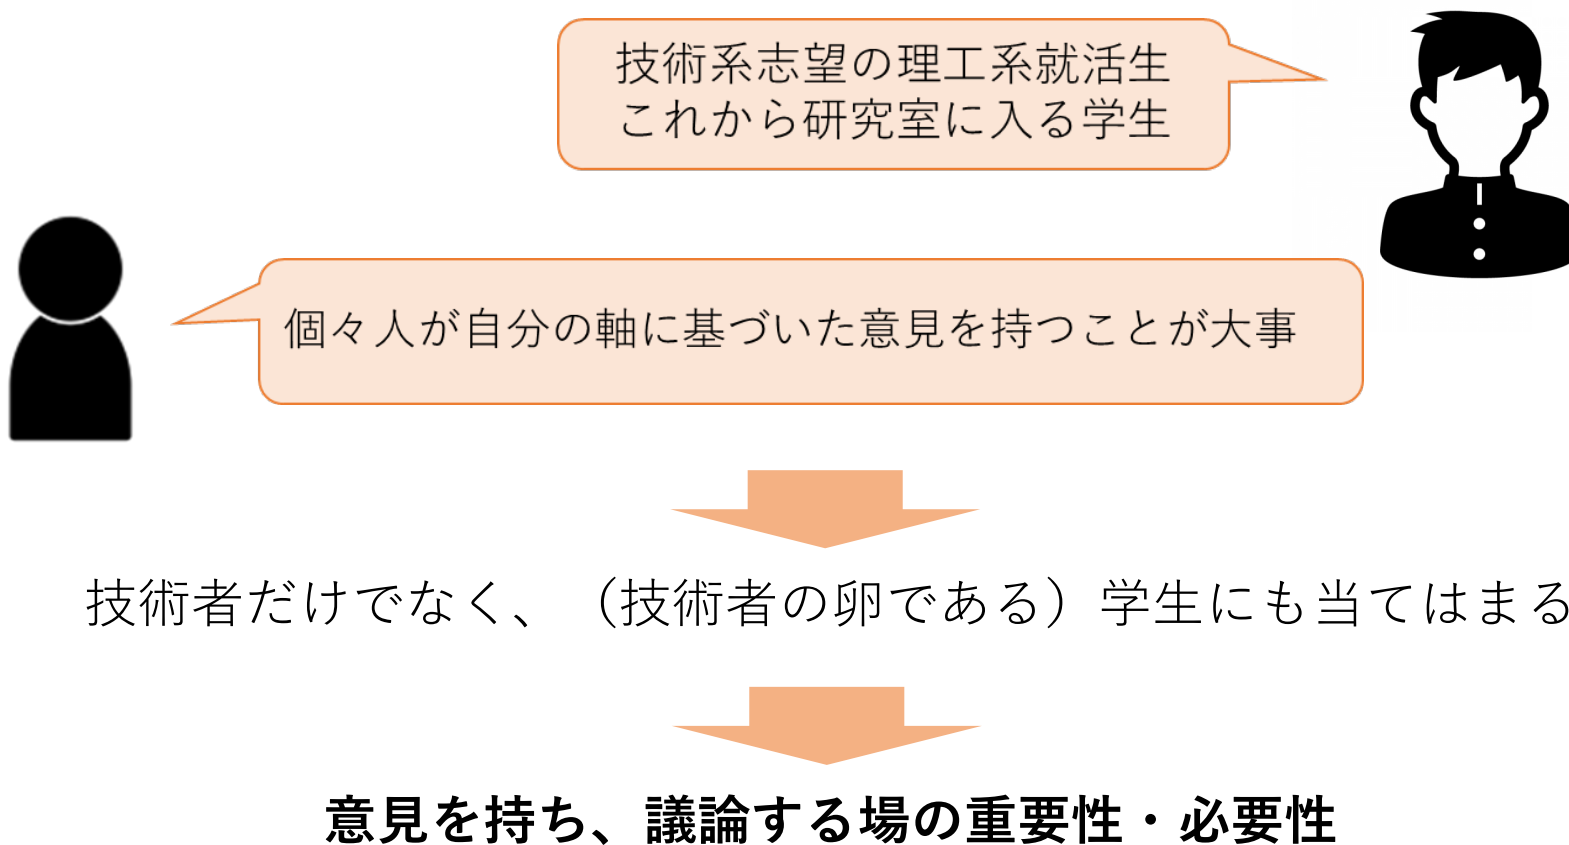 技術系志望の理工系就活生
これから研究室に入る学生
個々人が自分の軸に基づいた意見を持つことが大事
技術者だけでなく、（技術者の卵である）学生にも当てはまる
意見を持ち、議論する場の重要性・必要性